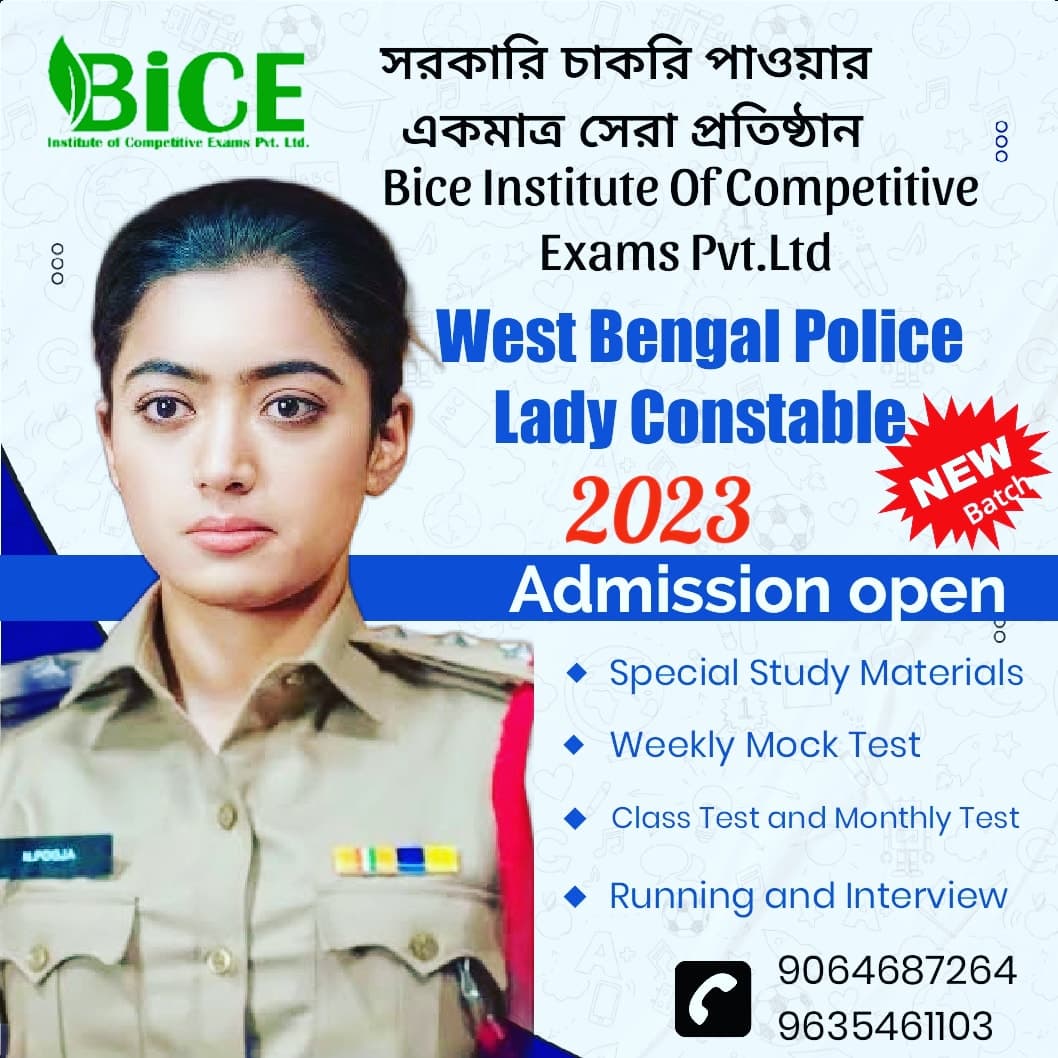 BiCE
Institute of Competitive Exams Pvt. Ltd.
সরকারি চাকরি পাওয়ার
একমাত্র সেরা প্রতিষ্ঠান
Bice Institute Of Competitive
Exams Pvt.Ltd
West Bengal Police
Lady Constable
2023
NEW
Batch
Admission open
Special Study Materials
Weekly Mock Test
Class Test and Monthly Test
Running and Interview
9064687264
9635461103